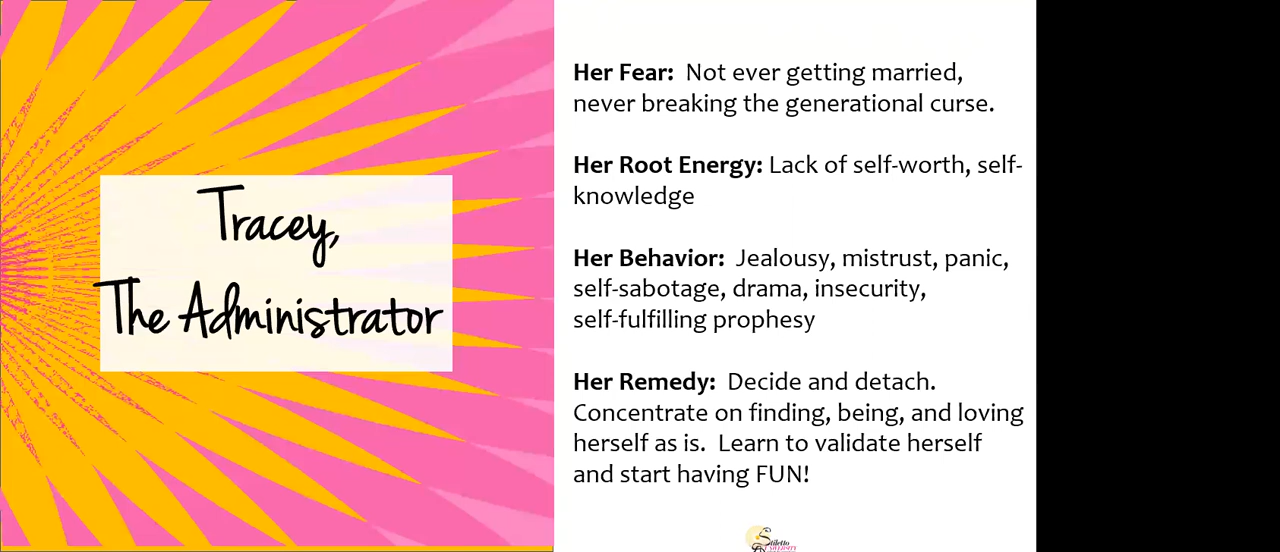 Tracey,
The Administrator
Her Fear: Not ever getting married,
never breaking the generational curse.
Her Root Energy: Lack of self-worth, self-
knowledge
Her Behavior: Jealousy, mistrust, panic,
self-sabotage, drama, insecurity,
self-fulfilling prophesy
Her Remedy: Decide and detach.
Concentrate on finding, being, and loving
herself as is. Learn to validate herself
and start having FUN!
Stiletto